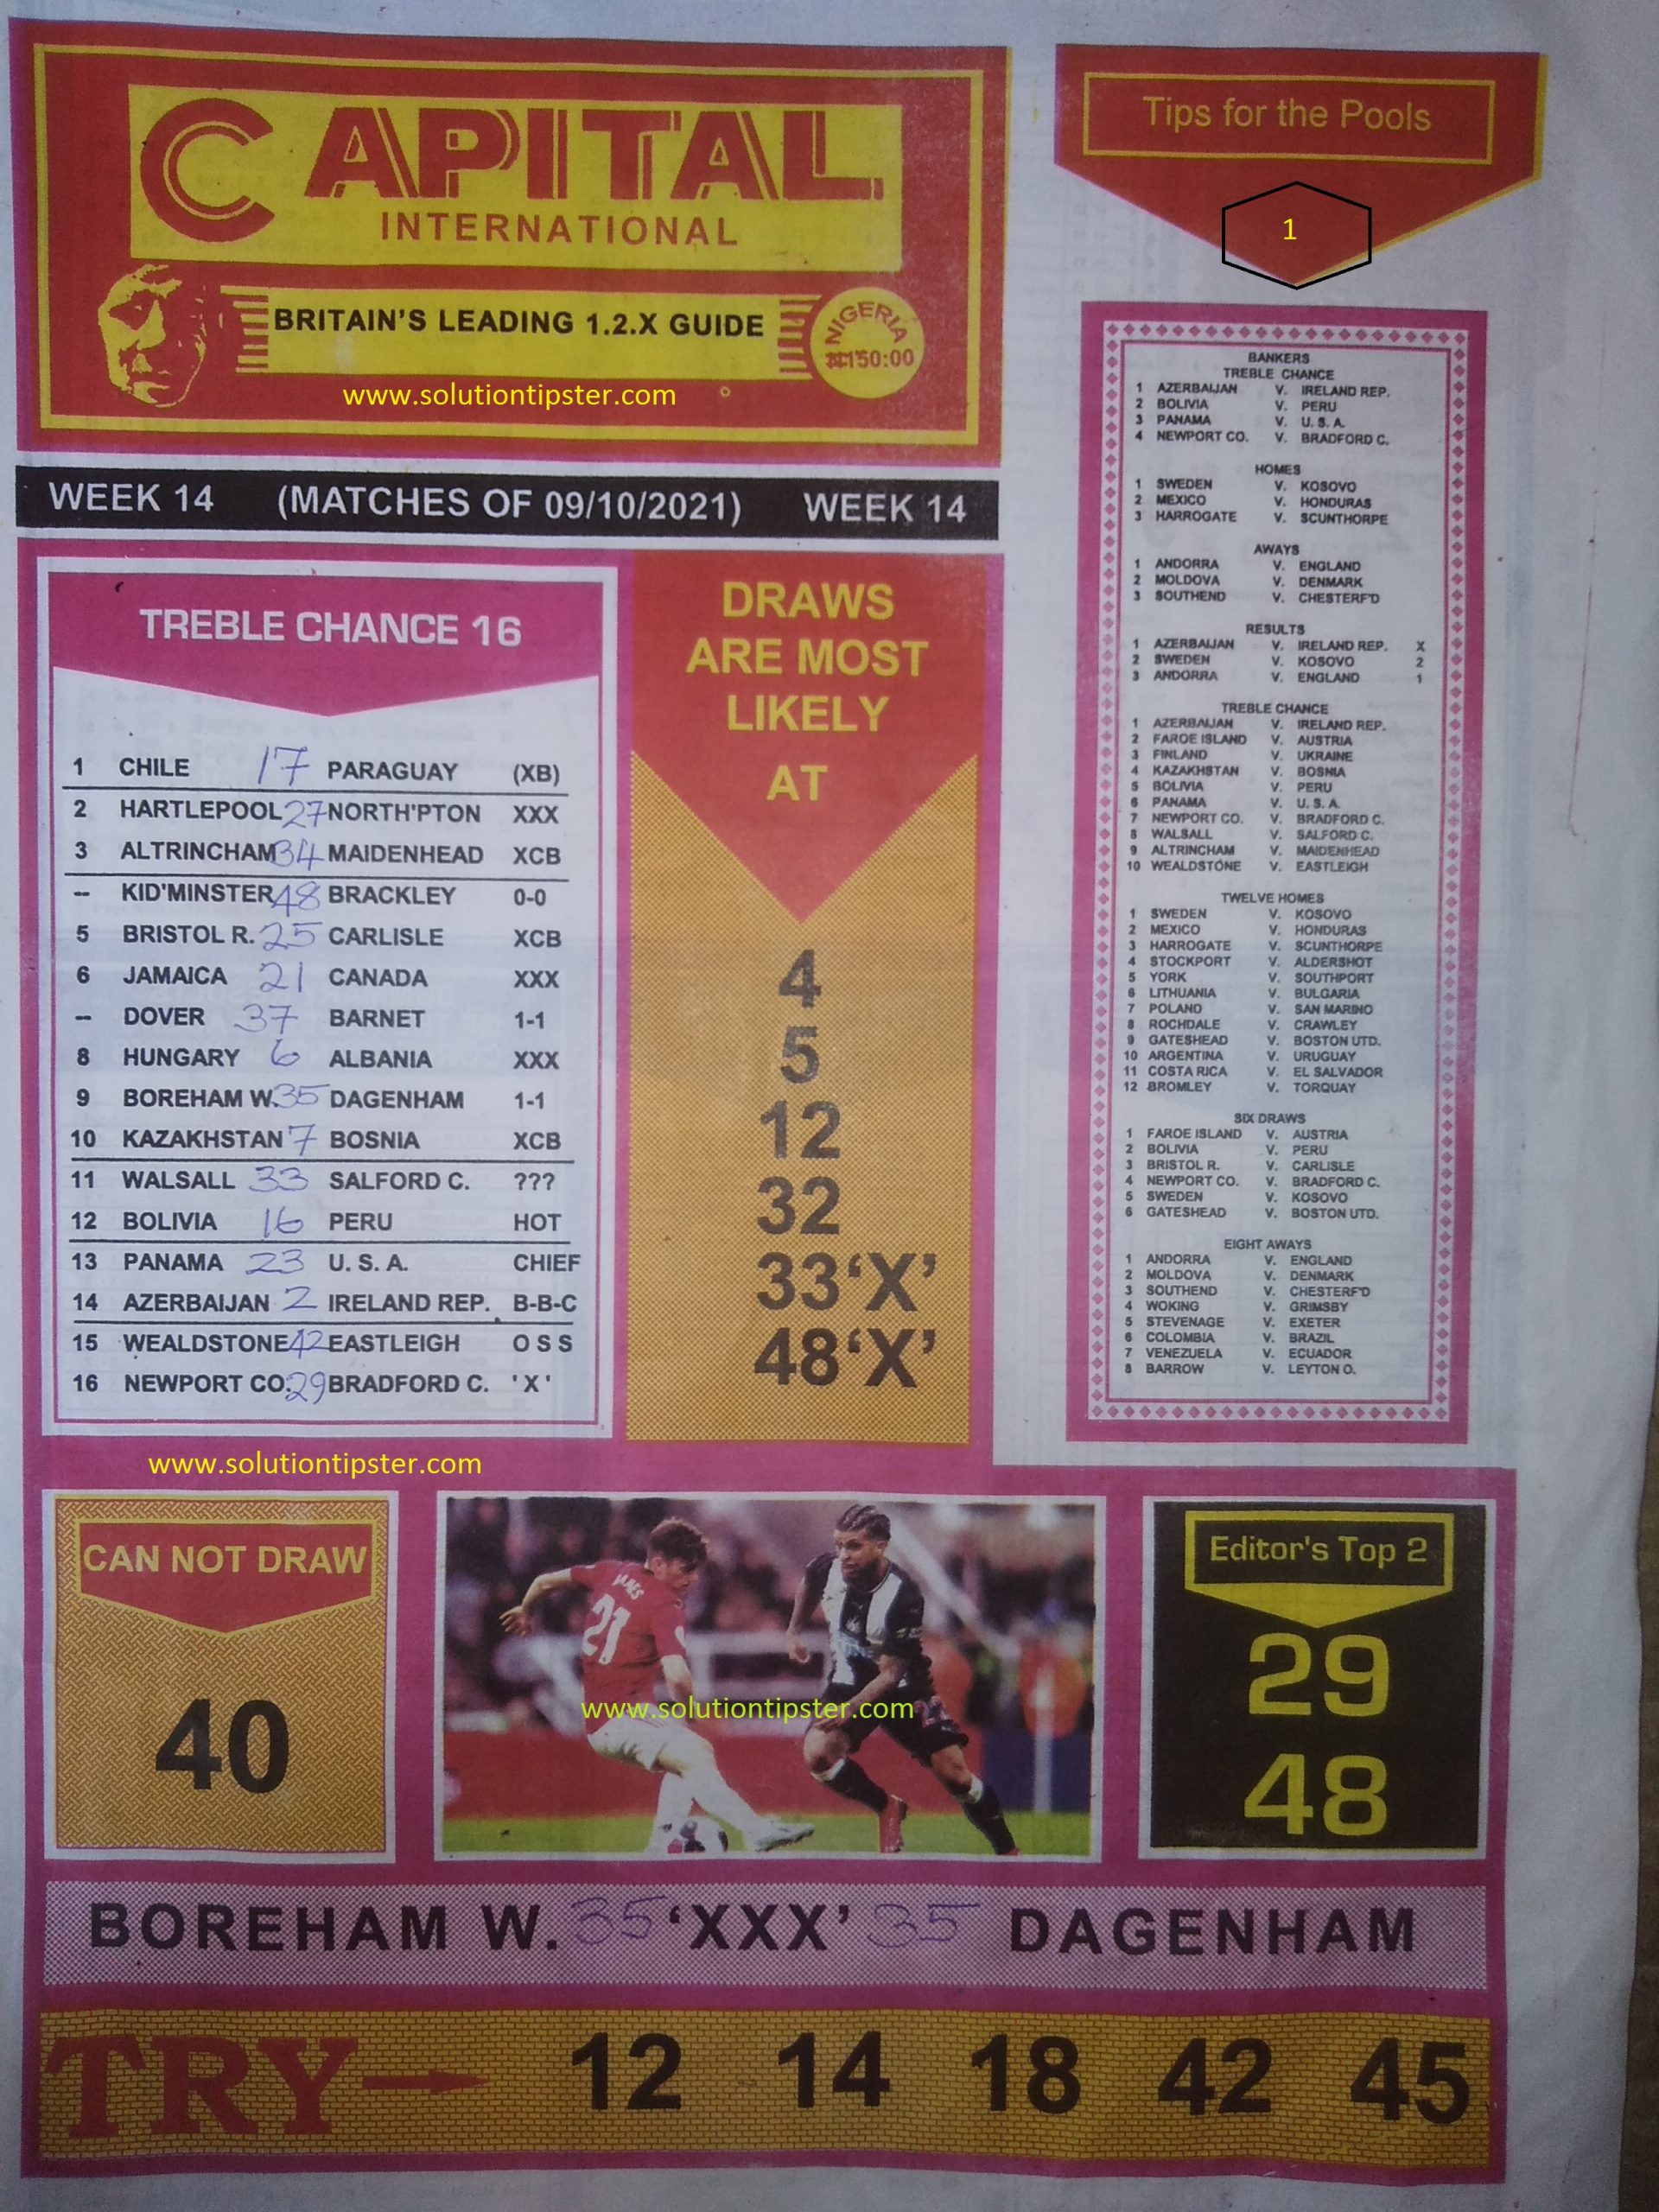 CAPITAL
INTERNATIONAL
BRITAIN'S LEADING 1.2.X GUIDE
NIGERIA
₦150:00
www.solutiontipster.com
WEEK 14 (MATCHES OF 09/10/2021) WEEK 14
TREBLE CHANCE 16
1 CHILE 17 PARAGUAY (XB)
2 HARTLEPOOL 27 NORTH'PTON XXX
3 ALTRINCHAM 34 MAIDENHEAD XCB
-- KID'MINSTER 48 BRACKLEY 0-0
5 BRISTOL R. 25 CARLISLE XCB
6 JAMAICA 21 CANADA XXX
-- DOVER 37 BARNET 1-1
8 HUNGARY 6 ALBANIA XXX
9 BOREHAM W. 35 DAGENHAM 1-1
10 KAZAKHSTAN 7 BOSNIA XCB
11 WALSALL 33 SALFORD C. ???
12 BOLIVIA 16 PERU HOT
13 PANAMA 23 U. S. A. CHIEF
14 AZERBAIJAN 2 IRELAND REP. B-B-C
15 WEALDSTONE 42 EASTLEIGH O S S
16 NEWPORT CO. 29 BRADFORD C. 'X'
DRAWS
ARE MOST
LIKELY
AT
4
5
12
32
33'X'
48'X'
Tips for the Pools
1
BANKERS
TREBLE CHANCE
1 AZERBAIJAN V. IRELAND REP.
2 BOLIVIA V. PERU
3 PANAMA V. U. S. A.
4 NEWPORT CO. V. BRADFORD C.
HOMES
1 SWEDEN V. KOSOVO
2 MEXICO V. HONDURAS
3 HARROGATE V. SCUNTHORPE
AWAYS
1 ANDORRA V. ENGLAND
2 MOLDOVA V. DENMARK
3 SOUTHEND V. CHESTERF'D
RESULTS
1 AZERBAIJAN V. IRELAND REP. X
2 SWEDEN V. KOSOVO 2
3 ANDORRA V. ENGLAND 1
TREBLE CHANCE
1 AZERBAIJAN V. IRELAND REP.
2 FAROE ISLAND V. AUSTRIA
3 FINLAND V. UKRAINE
4 KAZAKHSTAN V. BOSNIA
5 BOLIVIA V. PERU
6 PANAMA V. U. S. A.
7 NEWPORT CO. V. BRADFORD C.
8 WALSALL V. SALFORD C.
9 ALTRINCHAM V. MAIDENHEAD
10 WEALDSTONE V. EASTLEIGH
TWELVE HOMES
1 SWEDEN V. KOSOVO
2 MEXICO V. HONDURAS
3 HARROGATE V. SCUNTHORPE
4 STOCKPORT V. ALDERSHOT
5 YORK V. SOUTHPORT
6 LITHUANIA V. BULGARIA
7 POLAND V. SAN MARINO
8 ROCHDALE V. CRAWLEY
9 GATESHEAD V. BOSTON UTD.
10 ARGENTINA V. URUGUAY
11 COSTA RICA V. EL SALVADOR
12 BROMLEY V. TORQUAY
SIX DRAWS
1 FAROE ISLAND V. AUSTRIA
2 BOLIVIA V. PERU
3 BRISTOL R. V. CARLISLE
4 NEWPORT CO. V. BRADFORD C.
5 SWEDEN V. KOSOVO
6 GATESHEAD V. BOSTON UTD.
EIGHT AWAYS
1 ANDORRA V. ENGLAND
2 MOLDOVA V. DENMARK
3 SOUTHEND V. CHESTERF'D
4 WOKING V. GRIMSBY
5 STEVENAGE V. EXETER
6 COLOMBIA V. BRAZIL
7 VENEZUELA V. ECUADOR
8 BARROW V. LEYTON O.
www.solutiontipster.com
CAN NOT DRAW
40
JAMES
21
www.solutiontipster.com
Editor's Top 2
29
48
BOREHAM W. 35 'XXX' 35 DAGENHAM
TRY 12 14 18 42 45